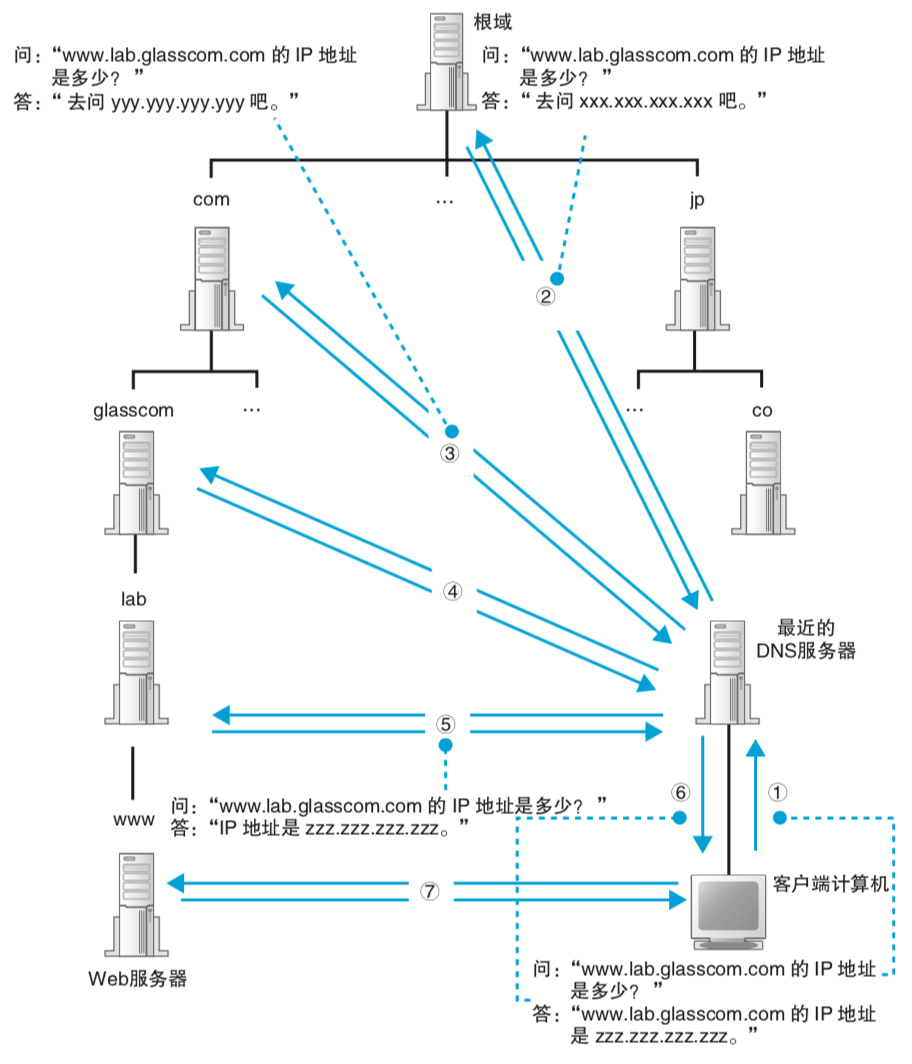 根域
问：“www.lab.glasscom.com 的 IP 地址
是多少？”
答：“去问 yyy.yyy.yyy.yyy 吧。”
问：“www.lab.glasscom.com 的 IP 地址
是多少？”
答：“去问 xxx.xxx.xxx.xxx 吧。”
com
…
jp
②
glasscom
…
…
co
③
④
lab
最近的
DNS服务器
⑤
⑥
①
www
问：“www.lab.glasscom.com 的 IP 地址是多少？”
答：“IP 地址是 zzz.zzz.zzz.zzz。”
⑦
客户端计算机
Web服务器
问：“www.lab.glasscom.com 的 IP 地址
是多少？”
答：“www.lab.glasscom.com 的 IP 地址
是 zzz.zzz.zzz.zzz。”